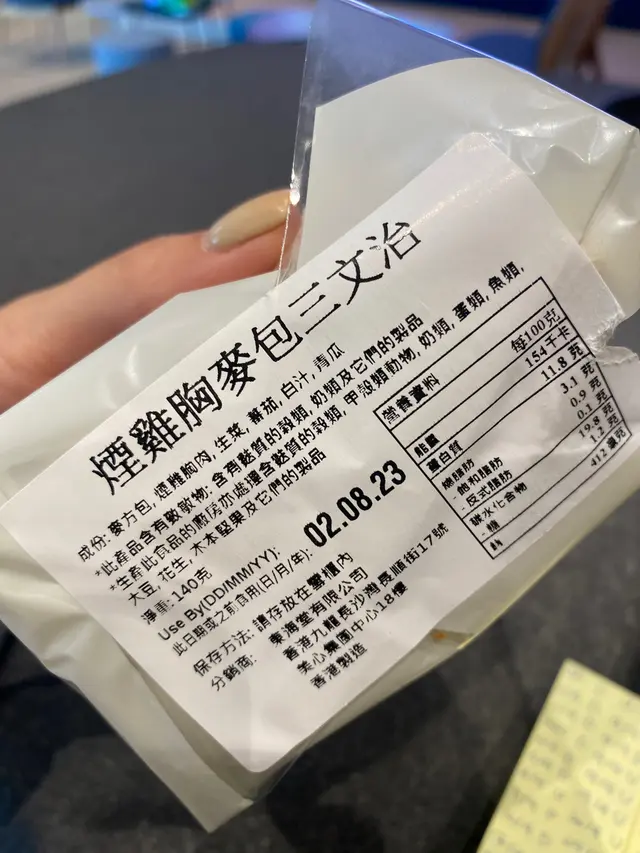 煙雞胸麥包三文治
成份: 麥方包, 煙雞胸肉, 生菜, 蕃茄, 白汁, 青瓜
*此產品含有致敏物: 含有麩質的穀類, 奶類及它們的製品
*生產此食品的廚房亦處理含麩質的穀類, 甲殼類動物, 奶類, 蛋類, 魚類,
大豆, 花生, 木本堅果及它們的製品
淨重: 140克
Use By(DD/MM/YY):
此日期或之前食用(日/月/年):
02.08.23
保存方法: 請存放在雪櫃內
分銷商: 東海堂有限公司
香港九龍長沙灣長順街17號
美心集團中心18樓
香港製造
營養資料
每100克
能量 154千卡
蛋白質 11.8 克
總脂肪 3.1 克
- 飽和脂肪 0.9 克
- 反式脂肪 0.1 克
碳水化合物 19.8 克
- 糖 1.2 克
鈉 412 毫克